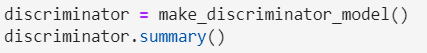 discriminator = make_discriminator_model()
discriminator.summary()